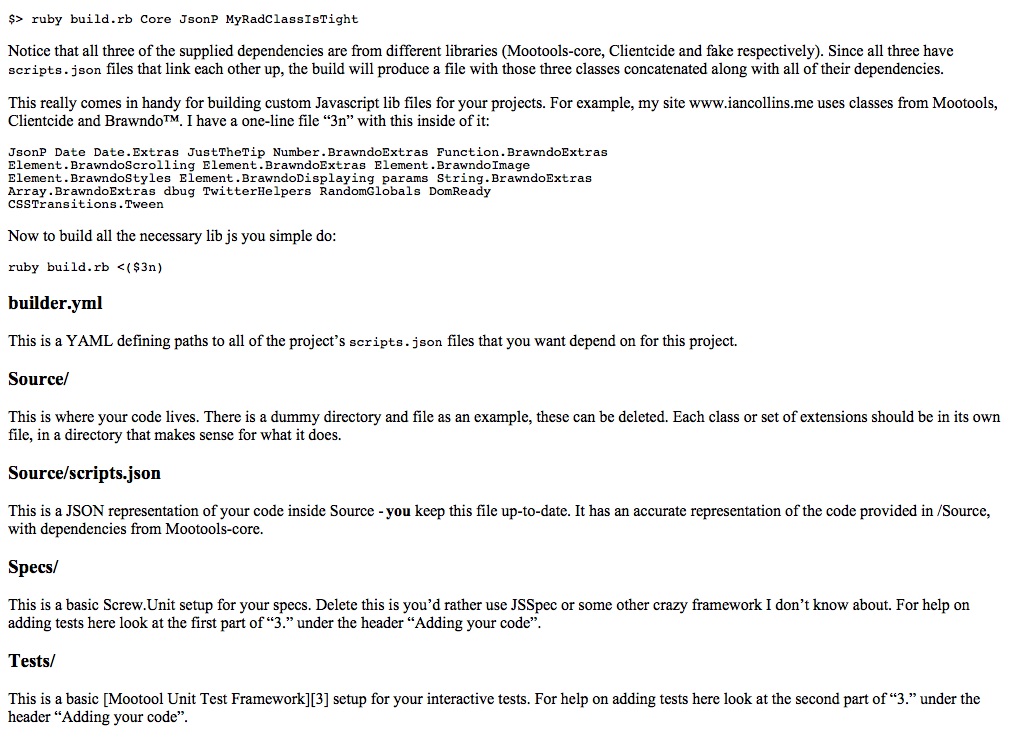 $> ruby build.rb Core JsonP MyRadClassIsTight
Notice that all three of the supplied dependencies are from different libraries (Mootools-core, Clientcide and fake respectively). Since all three have
scripts.json files that link each other up, the build will produce a file with those three classes concatenated along with all of their dependencies.
This really comes in handy for building custom Javascript lib files for your projects. For example, my site www.iancollins.me uses classes from Mootools,
Clientcide and Brawndo™. I have a one-line file “3n” with this inside of it:
JsonP Date Date.Extras JustTheTip Number.BrawndoExtras Function.BrawndoExtras
Element.BrawndoScrolling Element.BrawndoExtras Element.BrawndoImage
Element.BrawndoStyles Element.BrawndoDisplaying params String.BrawndoExtras
Array.BrawndoExtras dbug TwitterHelpers RandomGlobals DomReady
CSSTransitions.Tween
Now to build all the necessary lib js you simple do:
ruby build.rb <($3n)
builder.yml
This is a YAML defining paths to all of the project’s scripts.json files that you want depend on for this project.
Source/
This is where your code lives. There is a dummy directory and file as an example, these can be deleted. Each class or set of extensions should be in its own
file, in a directory that makes sense for what it does.
Source/scripts.json
This is a JSON representation of your code inside Source - you keep this file up-to-date. It has an accurate representation of the code provided in /Source,
with dependencies from Mootools-core.
Specs/
This is a basic Screw.Unit setup for your specs. Delete this is you’d rather use JSSpec or some other crazy framework I don’t know about. For help on
adding tests here look at the first part of “3.” under the header “Adding your code”.
Tests/
This is a basic [Mootool Unit Test Framework][3] setup for your interactive tests. For help on adding tests here look at the second part of “3.” under the
header “Adding your code”.